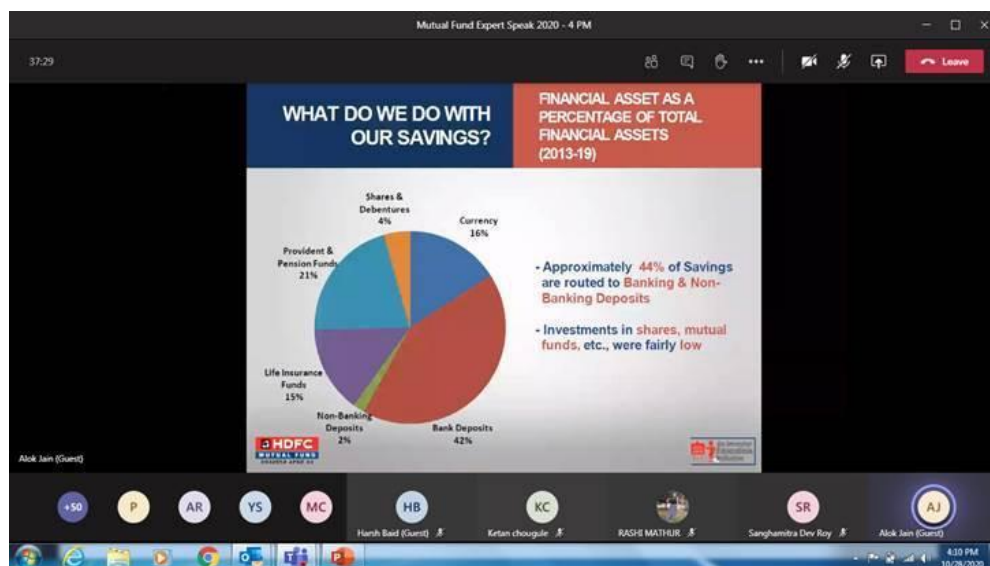 Mutual Fund Expert Speak 2020 - 4 PM
37:29
Leave
WHAT DO WE DO WITH
OUR SAVINGS?
FINANCIAL ASSET AS A
PERCENTAGE OF TOTAL
FINANCIAL ASSETS
(2013-19)
Shares &
Debentures
4%
Currency
16%
Provident &
Pension Funds
21%
- Approximately 44% of Savings
are routed to Banking & Non-
Banking Deposits
- Investments in shares, mutual
funds, etc., were fairly low
Life Insurance
Funds
15%
Non-Banking
Deposits
2%
Bank Deposits
42%
HDFC
MUTUAL FUND
Alok Jain (Guest)
+50
P
AR
YS
MC
HB
KC
SR
AJ
Harsh Baid (Guest)
Ketan chougule
RASHI MATHUR
Sanghamitra Dev Roy
Alok Jain (Guest)
4:10 PM
10/28/2020